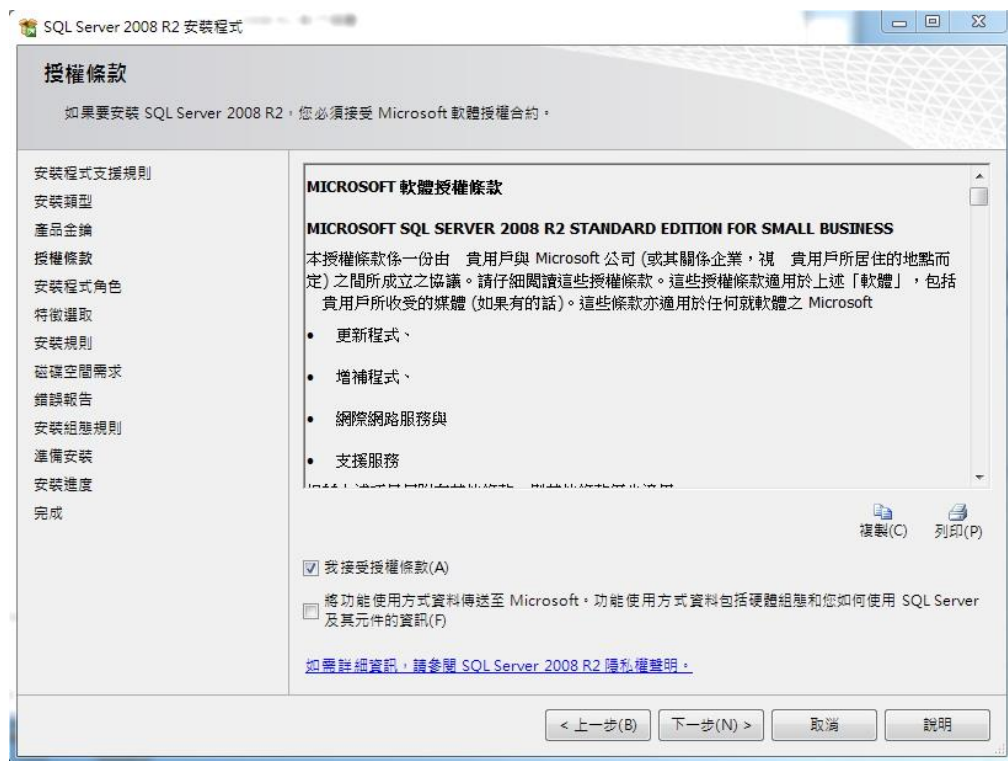 SQL Server 2008 R2 安裝程式
授權條款
如果要安裝 SQL Server 2008 R2，您必須接受 Microsoft 軟體授權合約。
安裝程式支援規則
安裝類型
產品金鑰
授權條款
安裝程式角色
特徵選取
安裝規則
磁碟空間需求
錯誤報告
安裝組態規則
準備安裝
安裝進度
完成
MICROSOFT 軟體授權條款
MICROSOFT SQL SERVER 2008 R2 STANDARD EDITION FOR SMALL BUSINESS
本授權條款係一份由 貴用戶與 Microsoft 公司 (或其關係企業，視 貴用戶所居住的地點而
定) 之間所成立之協議。請仔細閱讀這些授權條款。這些授權條款適用於上述「軟體」，包括
貴用戶所收受的媒體 (如果有的話)。這些條款亦適用於任何就軟體之 Microsoft
• 更新程式、
• 增補程式、
• 網際網路服務與
• 支援服務
複製(C) 列印(P)
我接受授權條款(A)
將功能使用方式資料傳送至 Microsoft。功能使用方式資料包括硬體組態和您如何使用 SQL Server
及其元件的資訊(F)
如需詳細資訊，請參閱 SQL Server 2008 R2 隱私權聲明。
< 上一步(B) 下一步(N) > 取消 說明